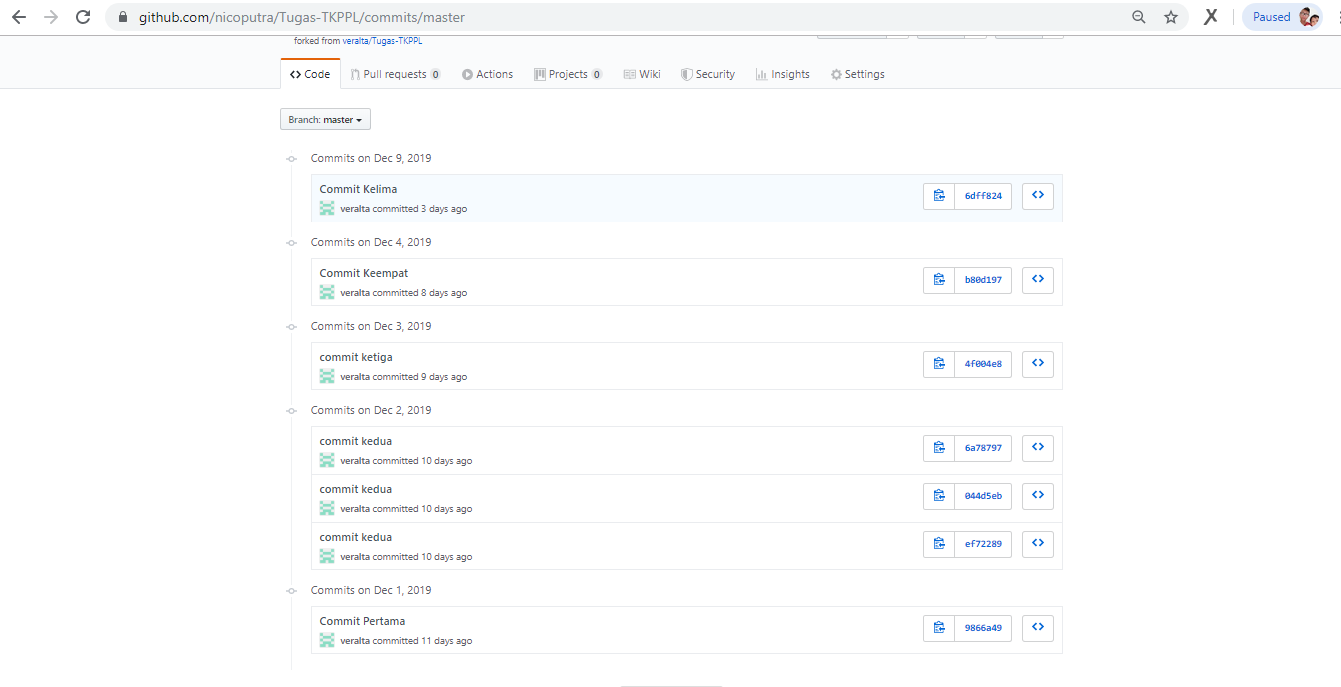 github.com/nicoputra/Tugas-TKPPL/commits/master
X
Paused
forked from veralta/Tugas-TKPPL
<> Code Pull requests 0 Actions Projects 0 Wiki Security Insights Settings
Branch: master
Commits on Dec 9, 2019
Commit Kelima
6dff824
veralta committed 3 days ago
Commits on Dec 4, 2019
Commit Keempat
b80d197
veralta committed 8 days ago
Commits on Dec 3, 2019
commit ketiga
4f004e8
veralta committed 9 days ago
Commits on Dec 2, 2019
commit kedua
6a78797
veralta committed 10 days ago
commit kedua
044d5eb
veralta committed 10 days ago
commit kedua
ef72289
veralta committed 10 days ago
Commits on Dec 1, 2019
Commit Pertama
9866a49
veralta committed 11 days ago